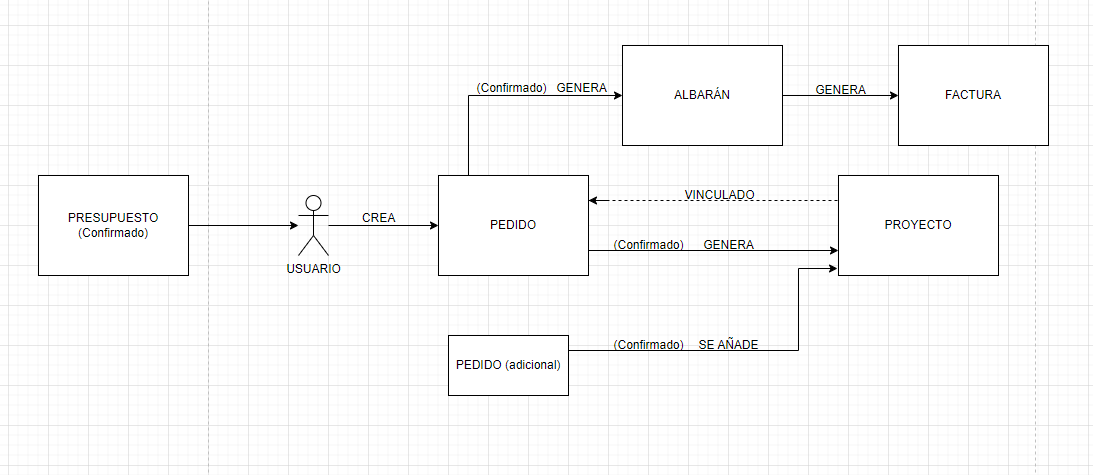 (Confirmado) GENERA
ALBARÁN
GENERA
FACTURA
PRESUPUESTO
(Confirmado)
USUARIO
CREA
PEDIDO
VINCULADO
(Confirmado) GENERA
PROYECTO
PEDIDO (adicional)
(Confirmado) SE AÑADE